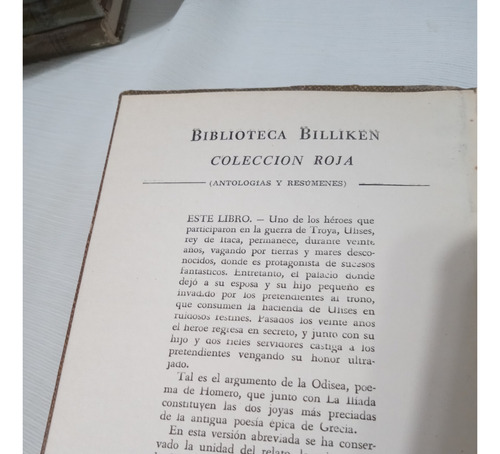 BIBLIOTECA BILLIKEN
COLECCION ROJA
(ANTOLOGIAS Y RESÚMENES)
ESTE LIBRO. — Uno de los héroes que
participaron en la guerra de Troya, Ulises,
rey de Itaca, permanece, durante veinte
años, vagando por tierras y mares desco-
nocidos, donde es protagonista de sucesos
fantásticos. Entretanto, el palacio donde
dejó a su esposa y su hijo pequeño es
invadido por los pretendientes al trono,
que consumen la hacienda de Ulises en
ruidosos festines. Pasados los veinte años
el héroe regresa en secreto, y junto con su
hijo y dos fieles servidores castiga a los
pretendientes vengando su honor ultra-
jado.
Tal es el argumento de la Odisea, poe-
ma de Homero, que junto con La Ilíada
constituyen las dos joyas más preciadas
de la antigua poesía épica de Grecia.
En esta versión abreviada se ha conser-
vado la unidad del relato